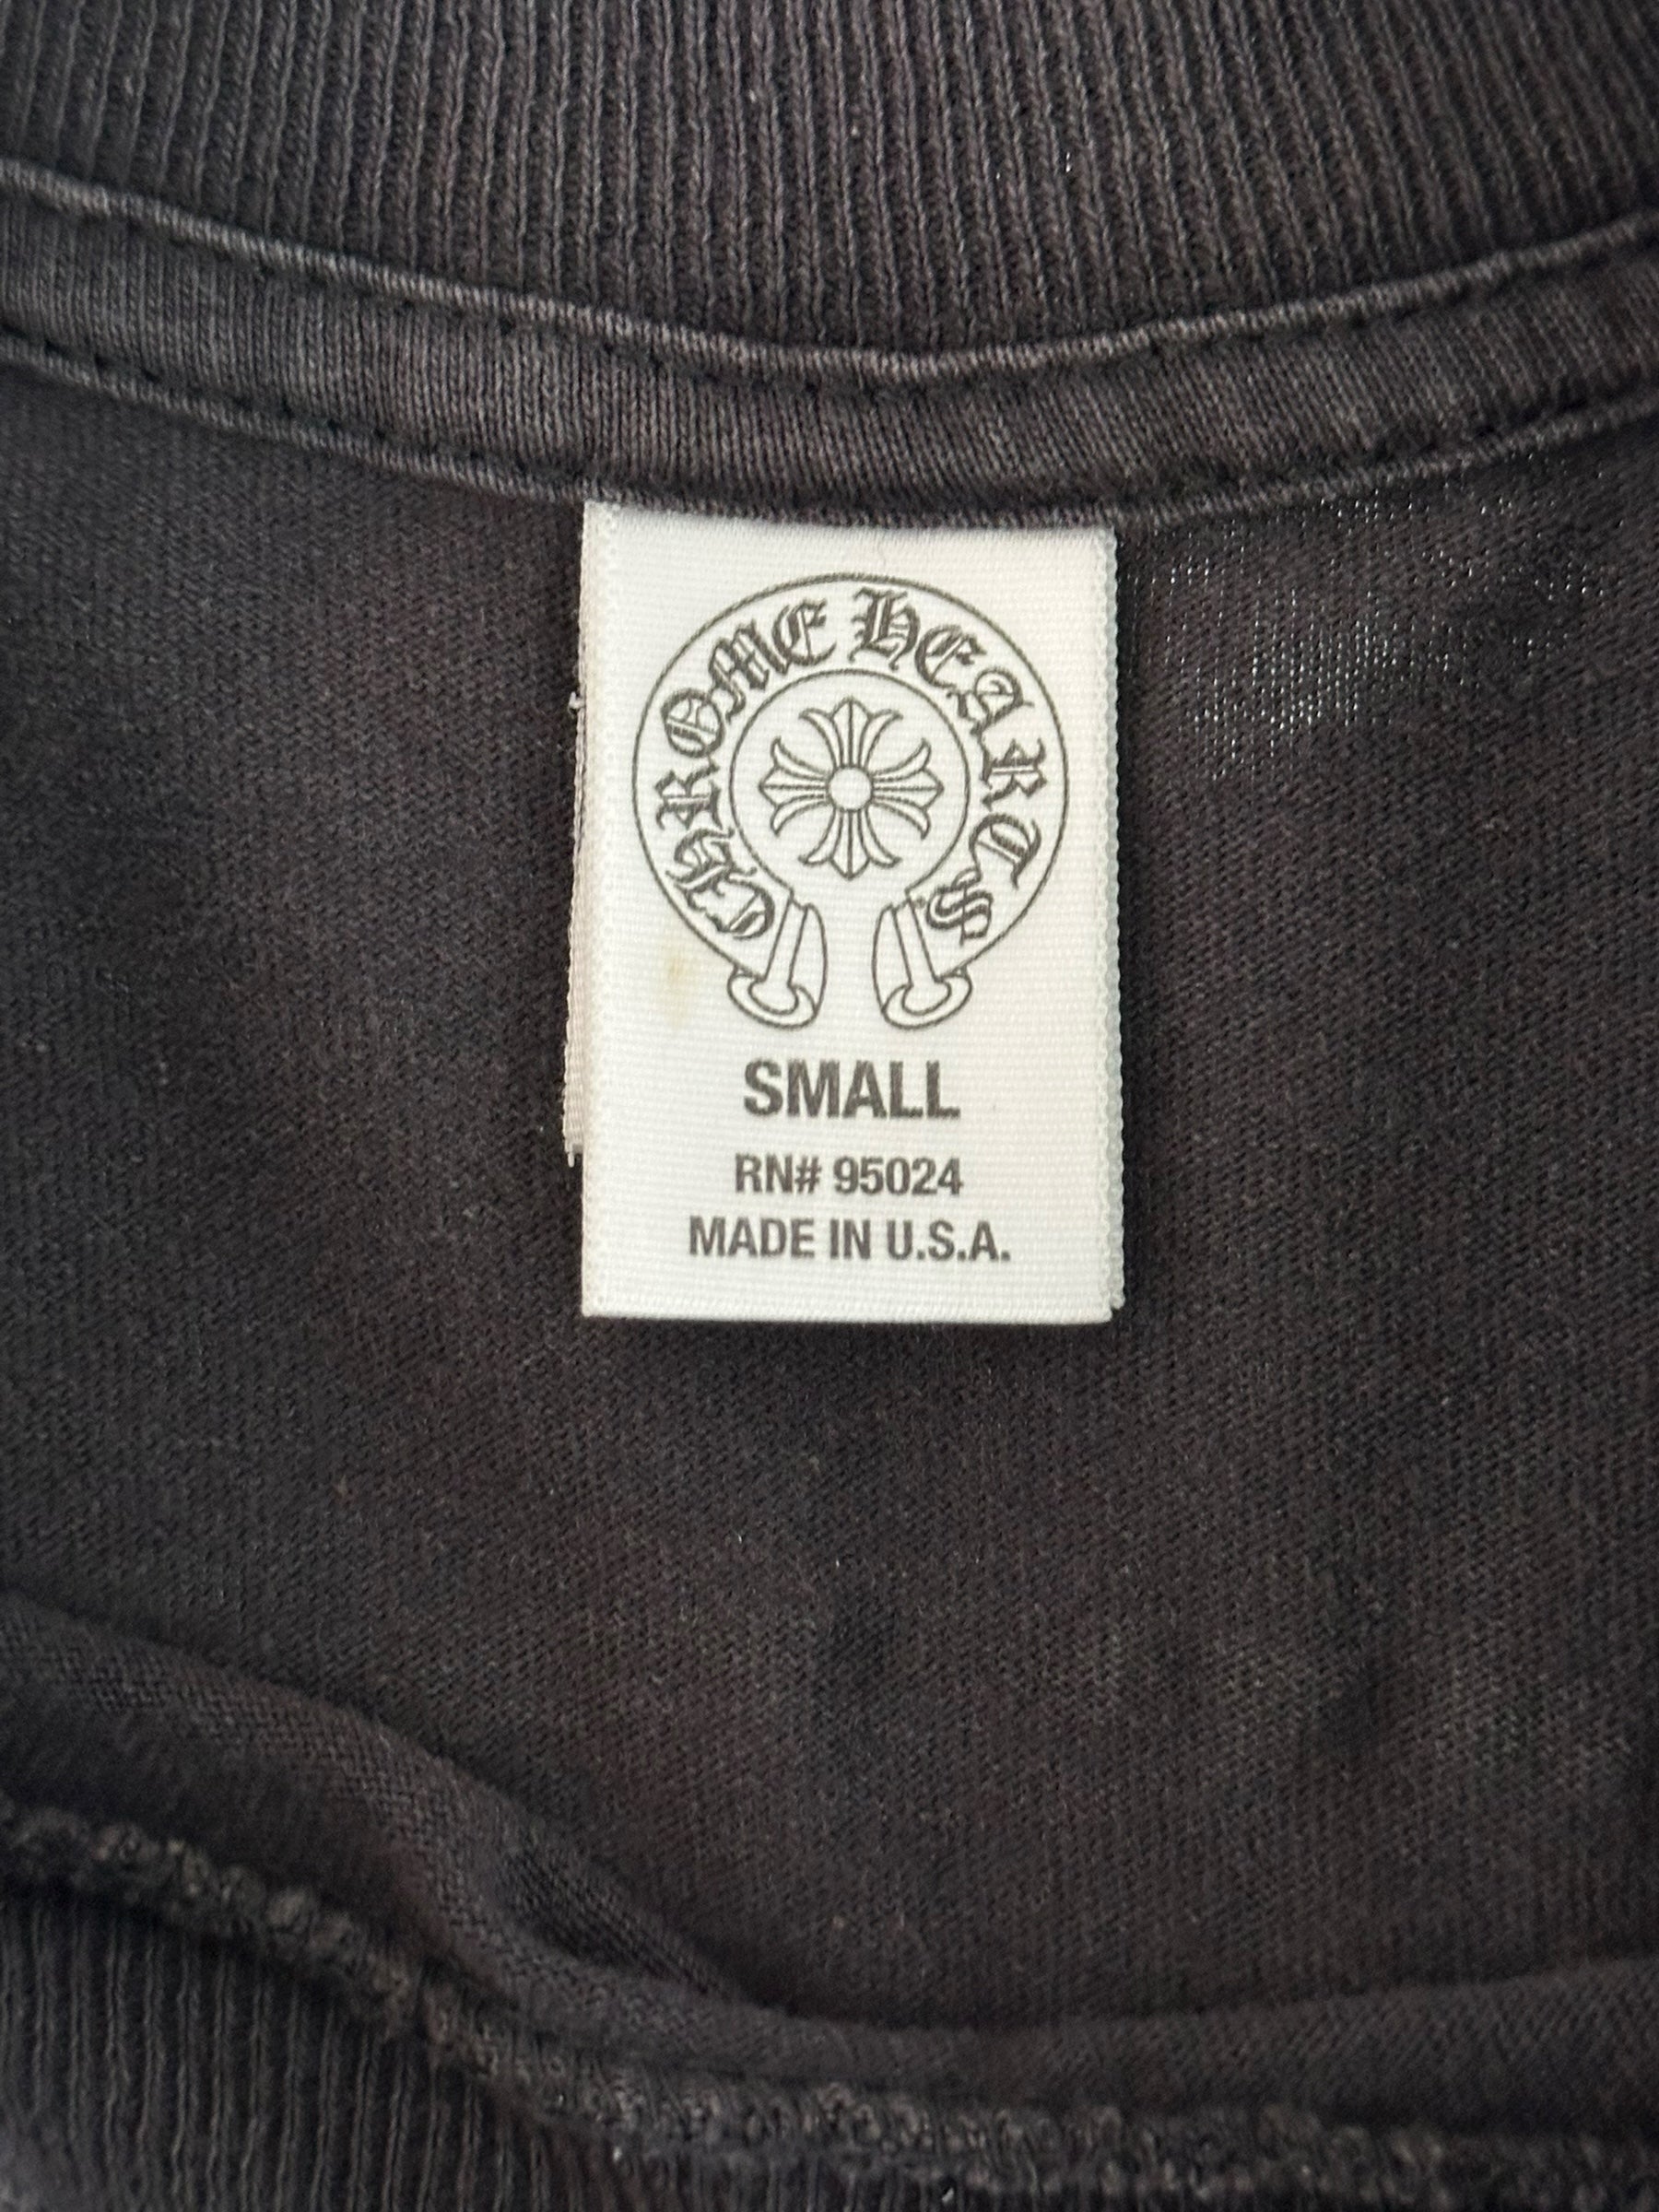 CHROME HEARTS
SMALL
RN# 95024
MADE IN U.S.A.